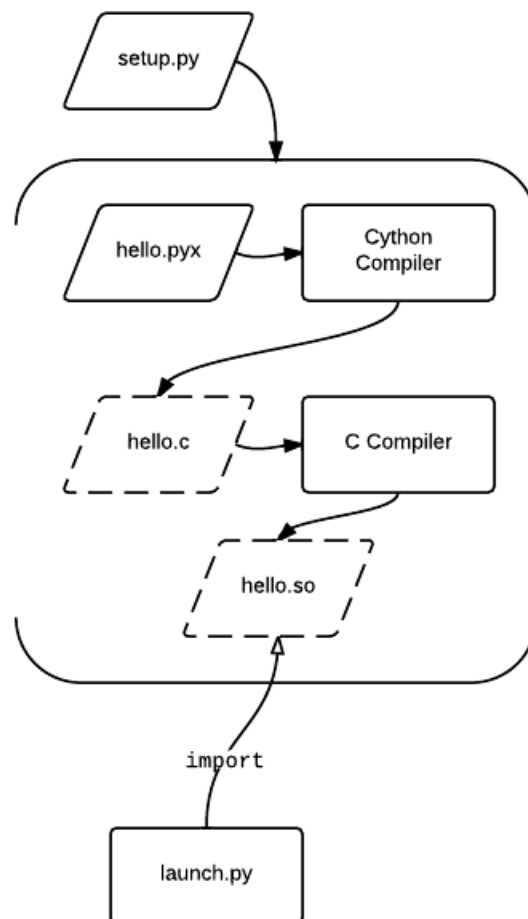 setup.py
hello.pyx
Cython
Compiler
hello.c
C Compiler
hello.so
import
launch.py